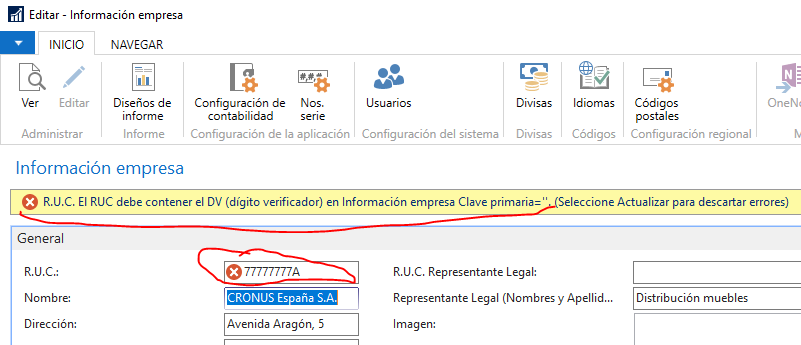 Editar - Información empresa
INICIO NAVEGAR
Ver Editar Diseños de informe Configuración de contabilidad Nos. serie Usuarios Divisas Idiomas Códigos postales OneNo
Administrar Informe Configuración de la aplicación Configuración del sistema Divisas Códigos Configuración regional M
Información empresa
R.U.C. El RUC debe contener el DV (dígito verificador) en Información empresa Clave primaria=''. (Seleccione Actualizar para descartar errores)
General
R.U.C.: 77777777A R.U.C. Representante Legal:
Nombre: CRONUS España S.A. Representante Legal (Nombres y Apellid... Distribución muebles
Dirección: Avenida Aragón, 5 Imagen: